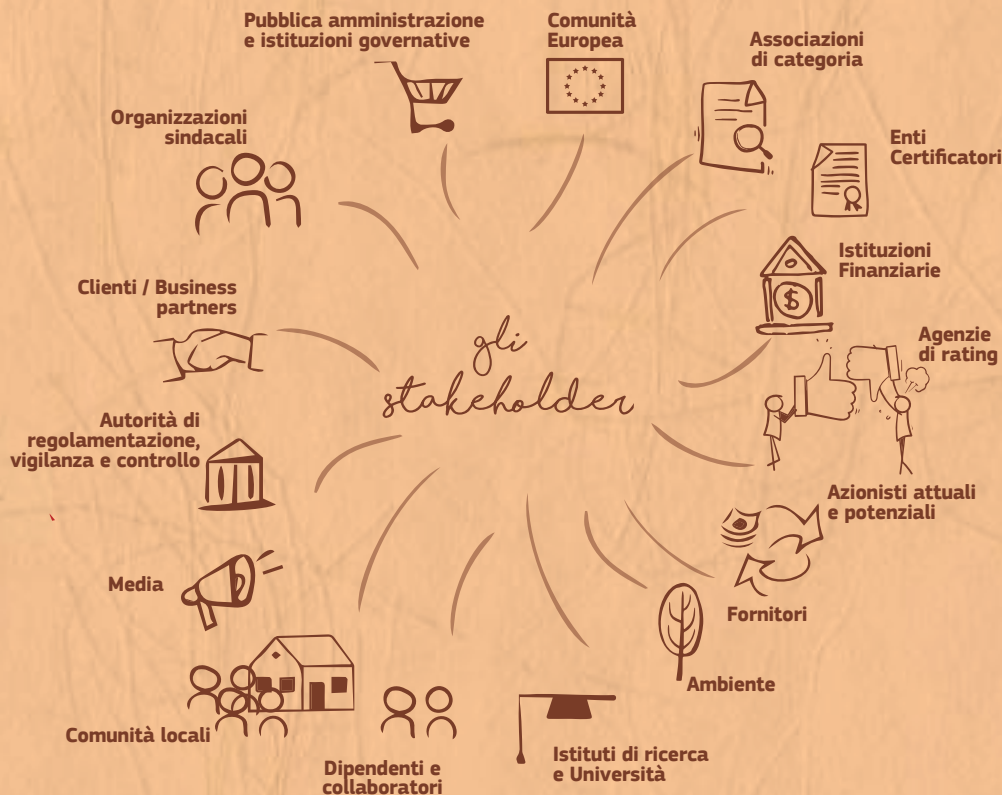 Pubblica amministrazione
e istituzioni governative
Comunità
Europea
Associazioni
di categoria
Enti
Certificatori
Istituzioni
Finanziarie
Agenzie
di rating
Azionisti attuali
e potenziali
Fornitori
Ambiente
Istituti di ricerca
e Università
Dipendenti e
collaboratori
Comunità locali
Media
Autorità di
regolamentazione,
vigilanza e controllo
Clienti / Business
partners
Organizzazioni
sindacali
gli
stakeholder
$